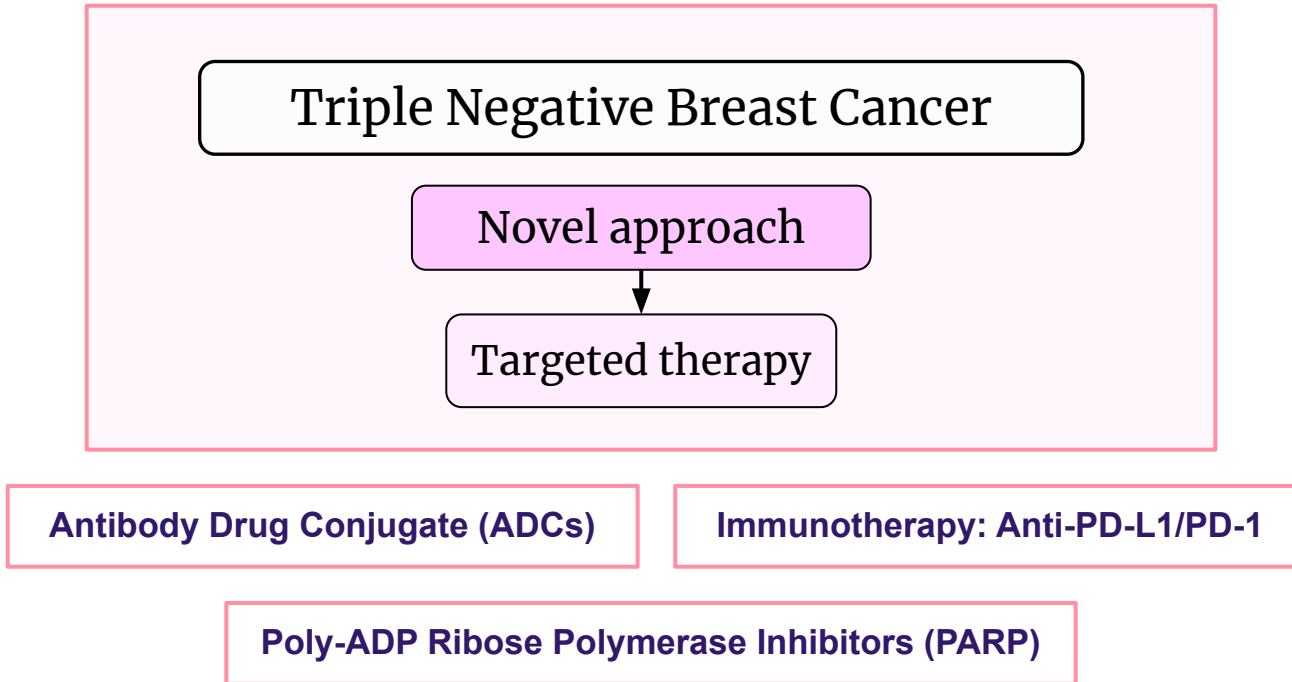 Triple Negative Breast Cancer
Novel approach
Targeted therapy
Antibody Drug Conjugate (ADCs)
Immunotherapy: Anti-PD-L1/PD-1
Poly-ADP Ribose Polymerase Inhibitors (PARP)